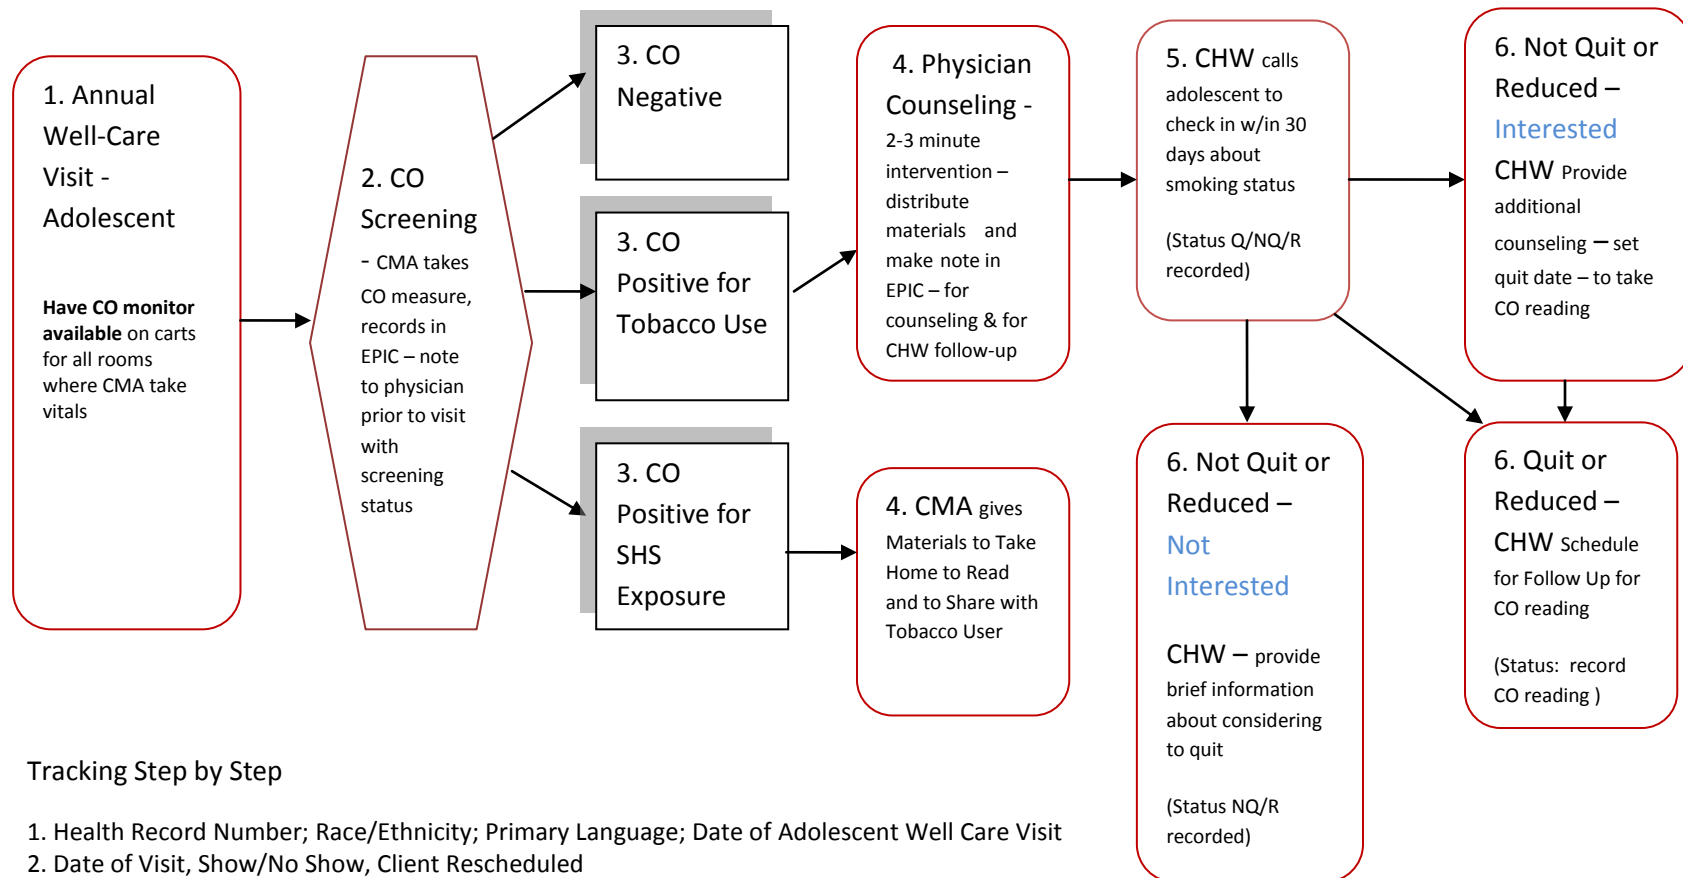 1. Annual
Well-Care
Visit -
Adolescent
Have CO monitor
available on carts
for all rooms
where CMA take
vitals
2. CO
Screening
- CMA takes
CO measure,
records in
EPIC – note
to physician
prior to visit
with
screening
status
3. CO
Negative
3. CO
Positive for
Tobacco Use
3. CO
Positive for
SHS
Exposure
4. Physician
Counseling -
2-3 minute
intervention –
distribute
materials and
make note in
EPIC – for
counseling & for
CHW follow-up
4. CMA gives
Materials to Take
Home to Read
and to Share with
Tobacco User
5. CHW calls
adolescent to
check in w/in 30
days about
smoking status
(Status Q/NQ/R
recorded)
6. Not Quit or
Reduced –
Interested
CHW Provide
additional
counseling – set
quit date – to take
CO reading
6. Not Quit or
Reduced –
Not
Interested
CHW – provide
brief information
about considering
to quit
(Status NQ/R
recorded)
6. Quit or
Reduced –
CHW Schedule
for Follow Up for
CO reading
(Status: record
CO reading )
Tracking Step by Step
1. Health Record Number; Race/Ethnicity; Primary Language; Date of Adolescent Well Care Visit
2. Date of Visit, Show/No Show, Client Rescheduled